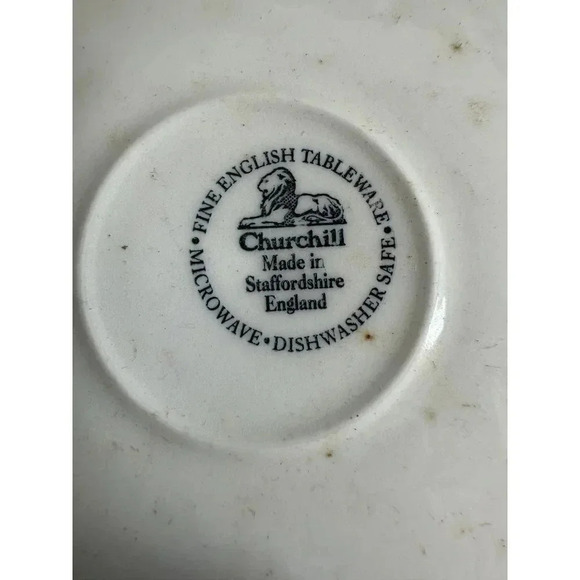 • FINE ENGLISH TABLEWARE •
Churchill
Made in
Staffordshire
England
MICROWAVE • DISHWASHER SAFE